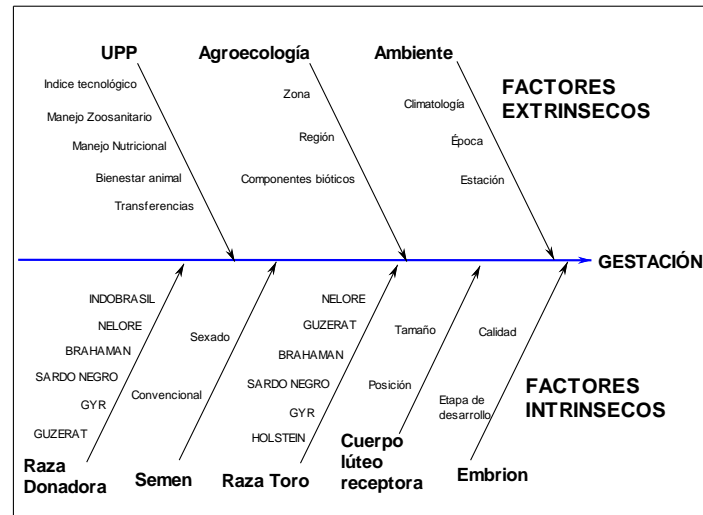 UPP
Agroecología
Ambiente
Indice tecnológico
Manejo Zoosanitario
Manejo Nutricional
Bienestar animal
Transferencias
Zona
Región
Componentes bióticos
Climatología
Época
Estación
FACTORES
EXTRINSECOS
GESTACIÓN
INDOBRASIL
NELORE
BRAHAMAN
SARDO NEGRO
GYR
GUZERAT
Raza
Donadora
Sexado
Convencional
Semen
NELORE
GUZERAT
BRAHAMAN
SARDO NEGRO
GYR
HOLSTEIN
Raza Toro
Tamaño
Posición
Cuerpo
lúteo
receptora
Calidad
Etapa de
desarrollo
Embrion
FACTORES
INTRINSECOS